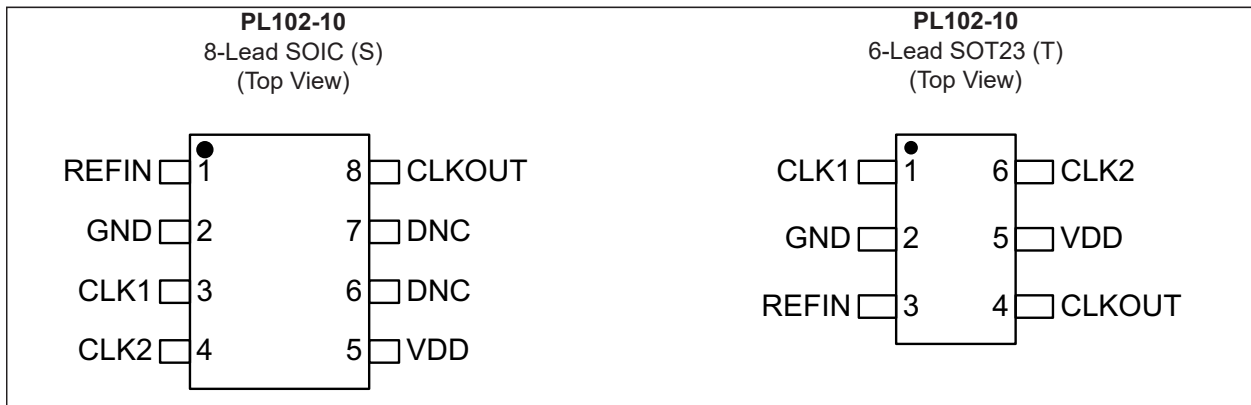 PL102-10
8-Lead SOIC (S)
(Top View)
REFIN 1 8 CLKOUT
GND 2 7 DNC
CLK1 3 6 DNC
CLK2 4 5 VDD
PL102-10
6-Lead SOT23 (T)
(Top View)
CLK1 1 6 CLK2
GND 2 5 VDD
REFIN 3 4 CLKOUT